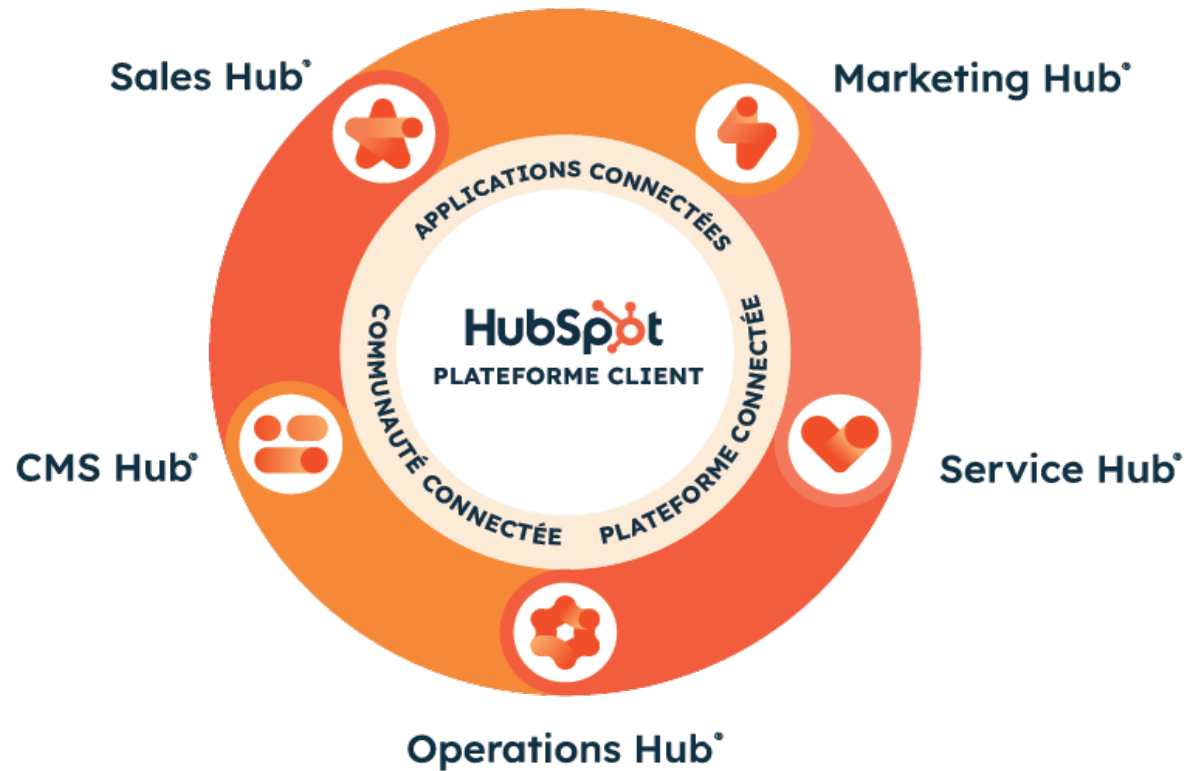 Sales Hub®
Marketing Hub®
APPLICATIONS CONNECTÉES
COMMUNAUTÉ CONNECTÉE
PLATEFORME CONNECTÉE
HubSpot
PLATEFORME CLIENT
CMS Hub®
Service Hub®
Operations Hub®